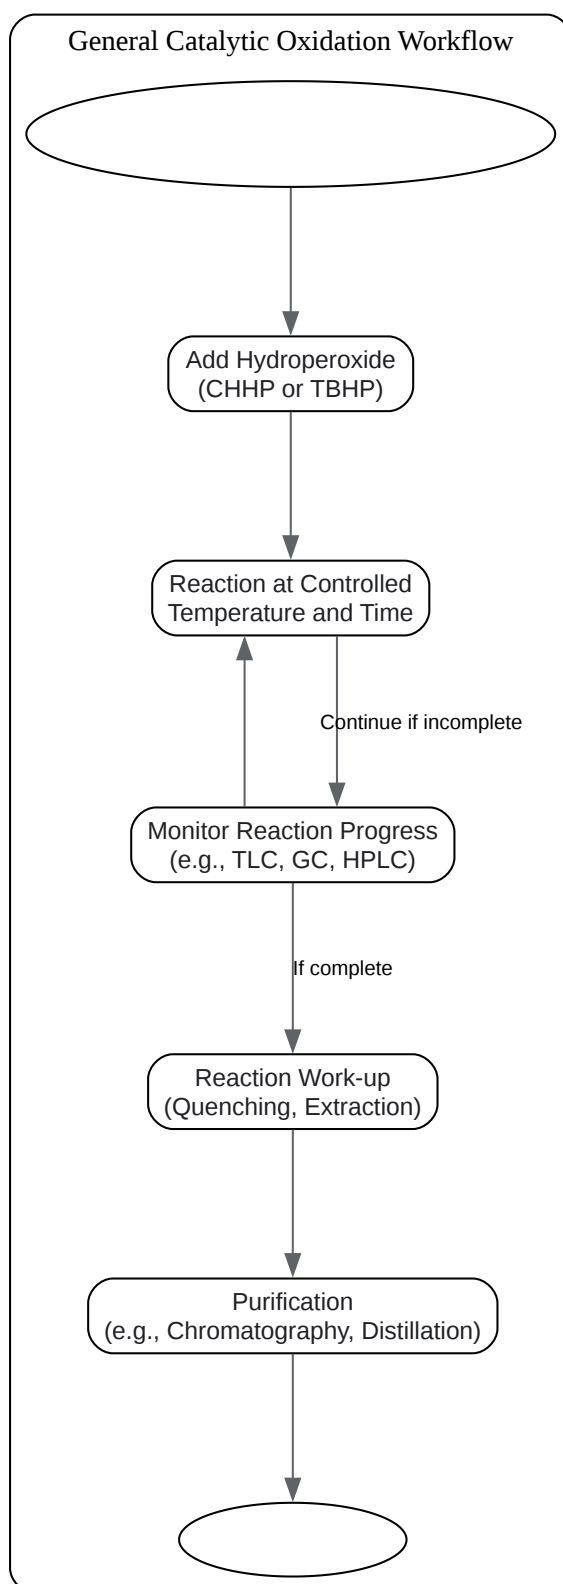 General Catalytic Oxidation Workflow
Add Hydroperoxide
(CHHP or TBHP)
Reaction at Controlled
Temperature and Time
Continue if incomplete
Monitor Reaction Progress
(e.g., TLC, GC, HPLC)
If complete
Reaction Work-up
(Quenching, Extraction)
Purification
(e.g., Chromatography, Distillation)